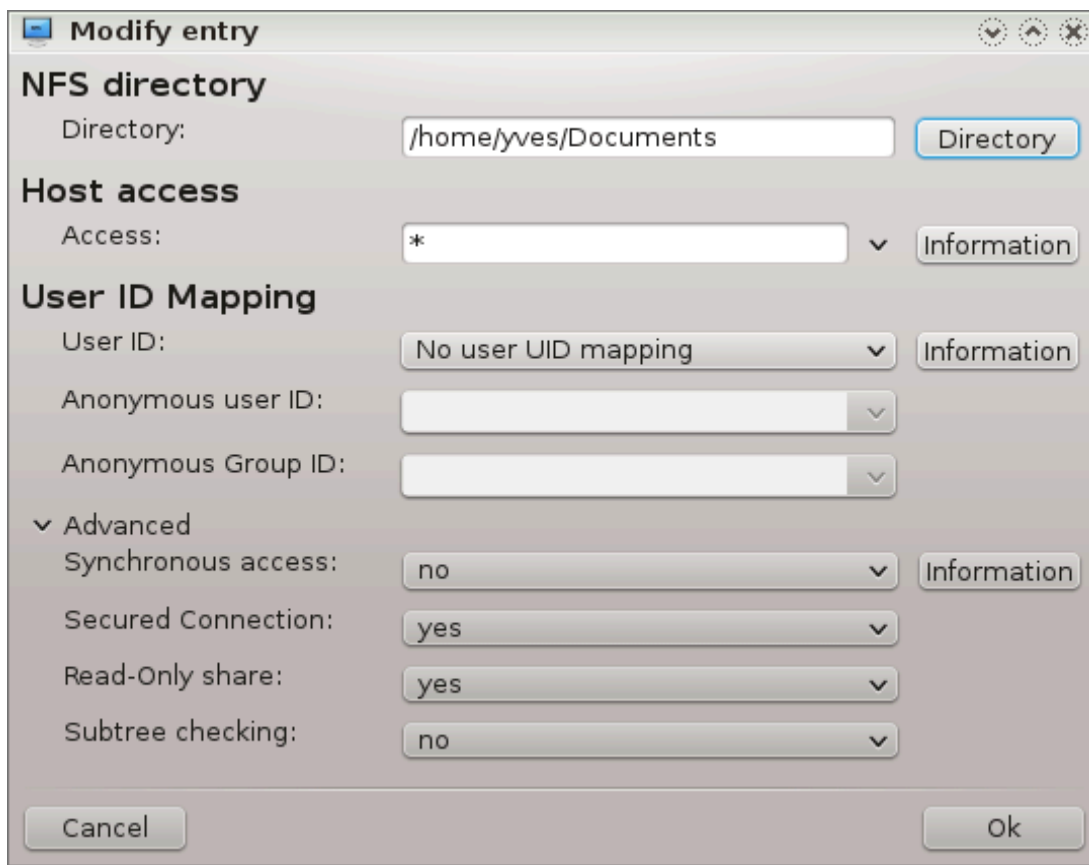 Modify entry
NFS directory
Directory: /home/yves/Documents Directory
Host access
Access: * Information
User ID Mapping
User ID: No user UID mapping Information
Anonymous user ID:
Anonymous Group ID:
Advanced
Synchronous access: no Information
Secured Connection: yes
Read-Only share: yes
Subtree checking: no
Cancel Ok